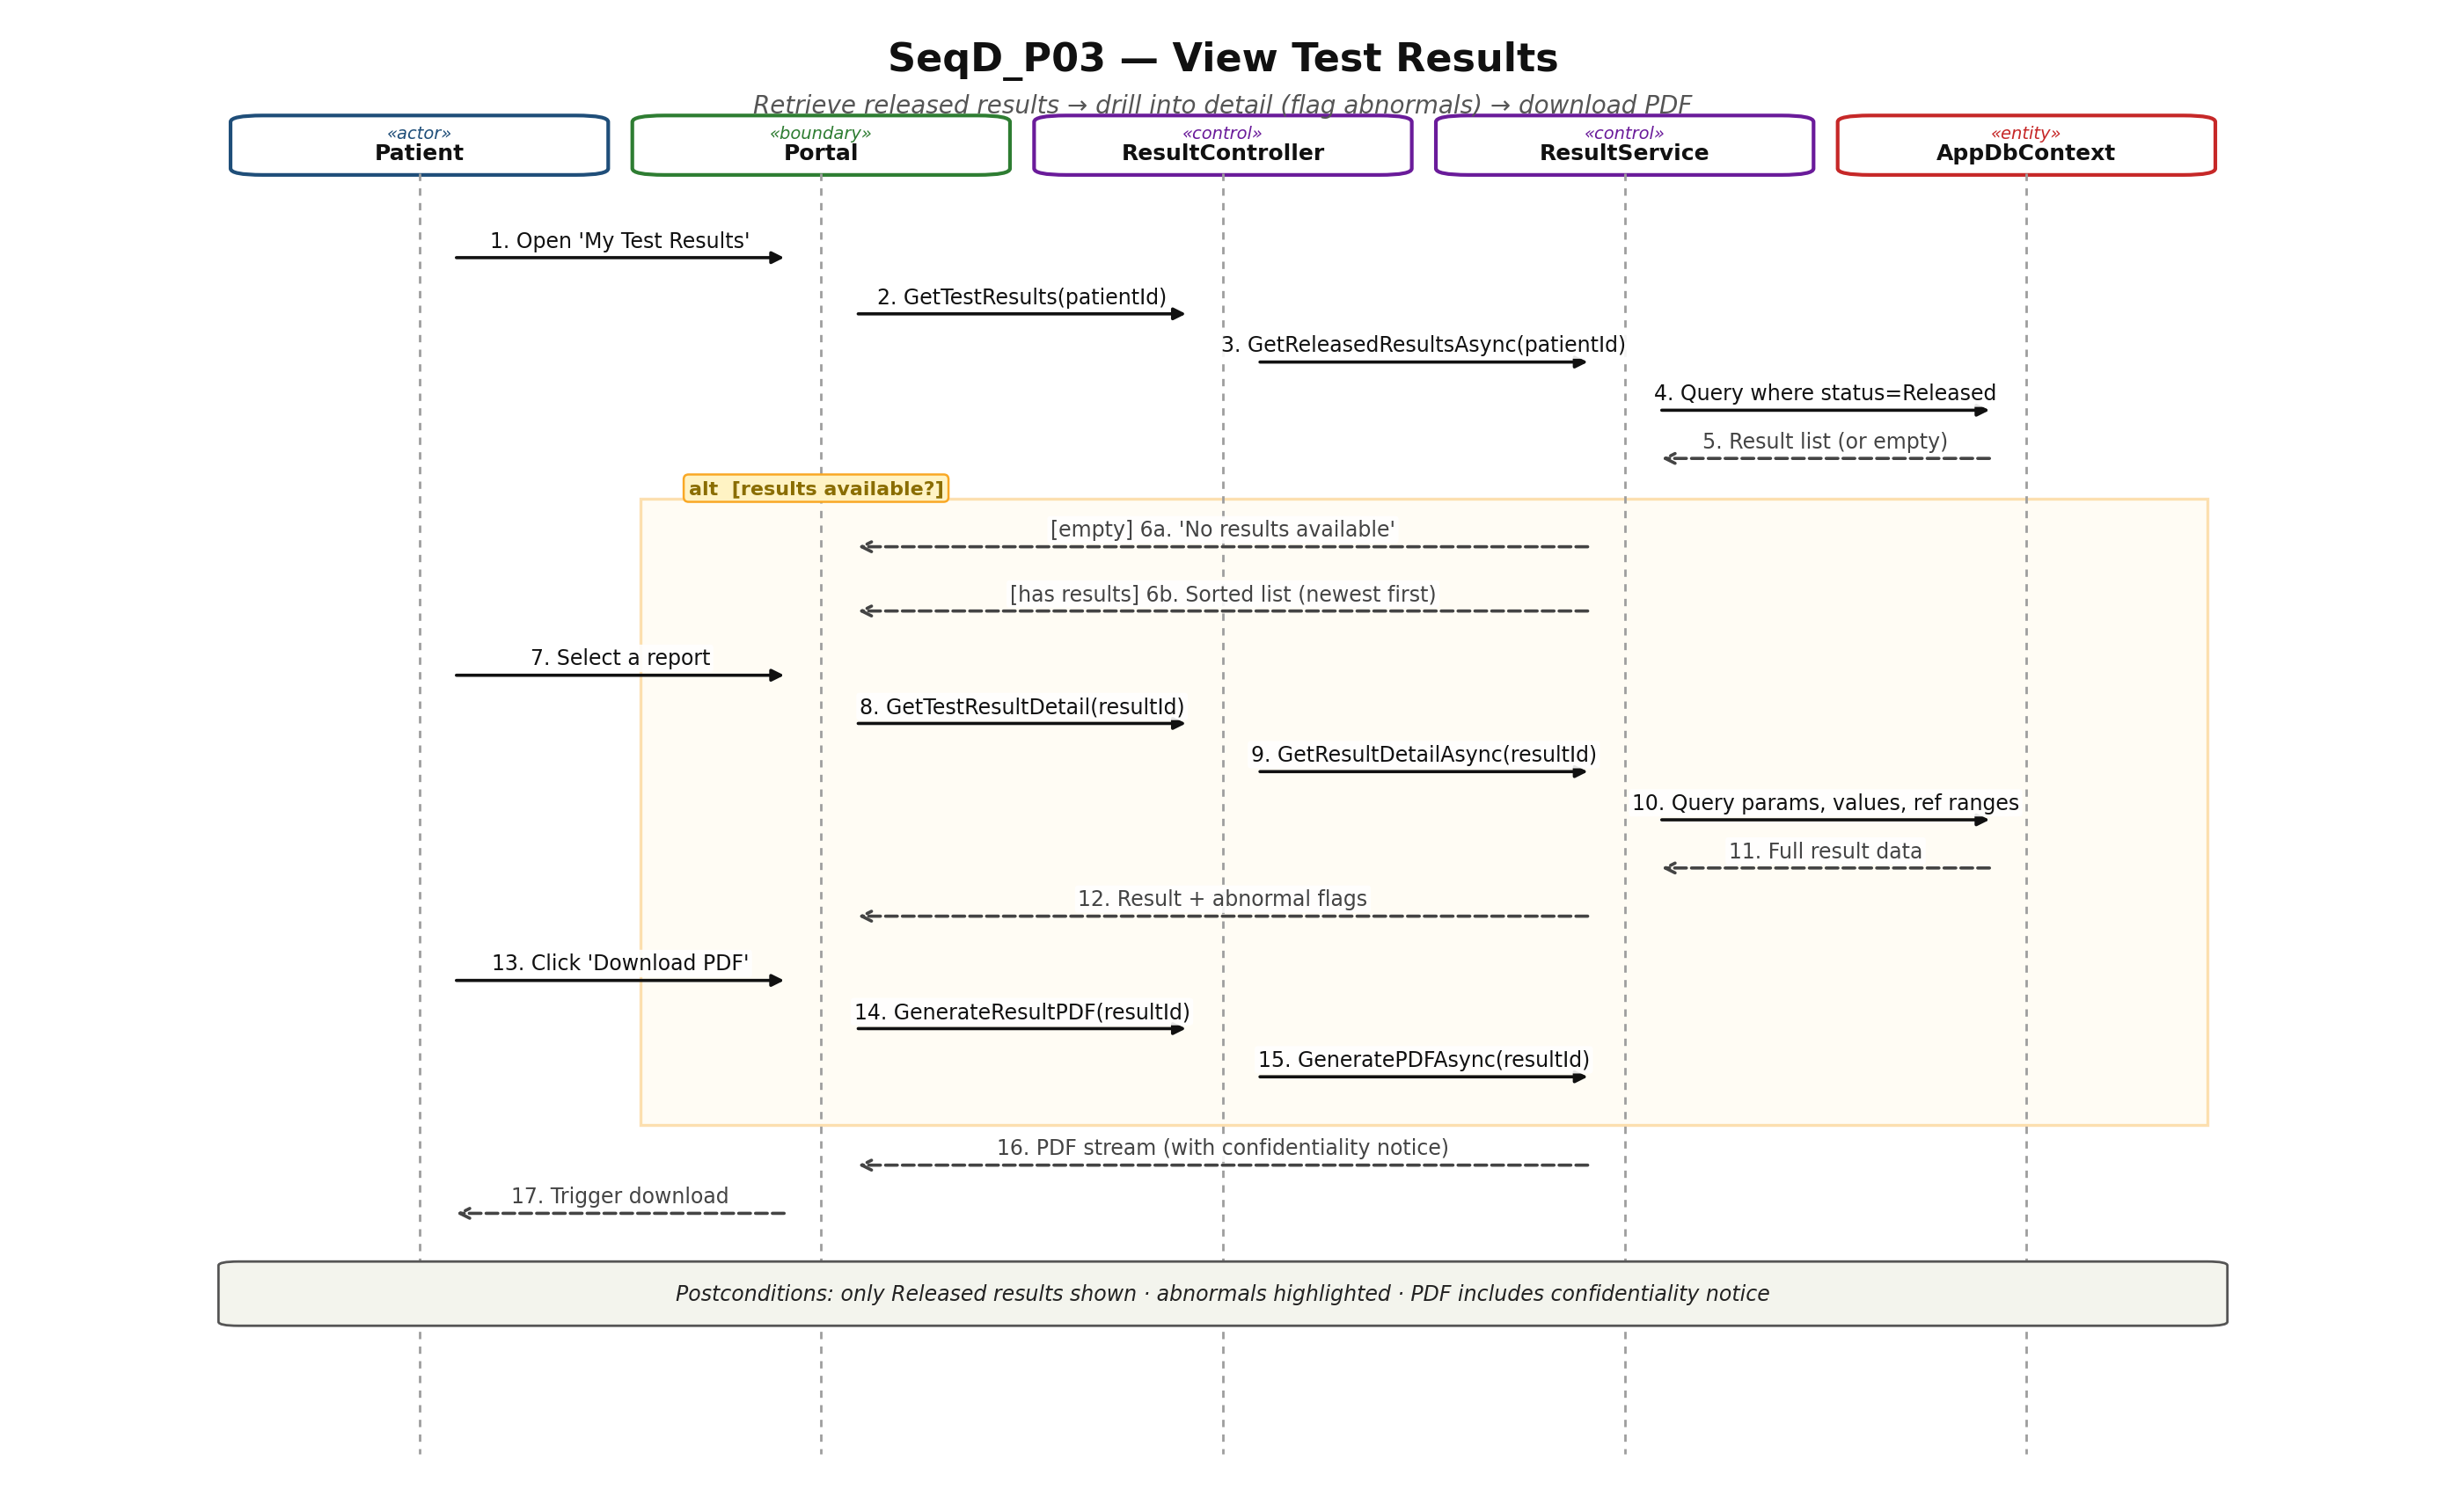 SeqD_P03 — View Test Results
Retrieve released results → drill into detail (flag abnormals) → download PDF
«actor»
Patient
«boundary»
Portal
«control»
ResultController
«control»
ResultService
«entity»
AppDbContext
1. Open 'My Test Results'
2. GetTestResults(patientId)
3. GetReleasedResultsAsync(patientId)
4. Query where status=Released
5. Result list (or empty)
alt  [results available?]
[empty] 6a. 'No results available'
[has results] 6b. Sorted list (newest first)
7. Select a report
8. GetTestResultDetail(resultId)
9. GetResultDetailAsync(resultId)
10. Query params, values, ref ranges
11. Full result data
12. Result + abnormal flags
13. Click 'Download PDF'
14. GenerateResultPDF(resultId)
15. GeneratePDFAsync(resultId)
16. PDF stream (with confidentiality notice)
17. Trigger download
Postconditions: only Released results shown · abnormals highlighted · PDF includes confidentiality notice